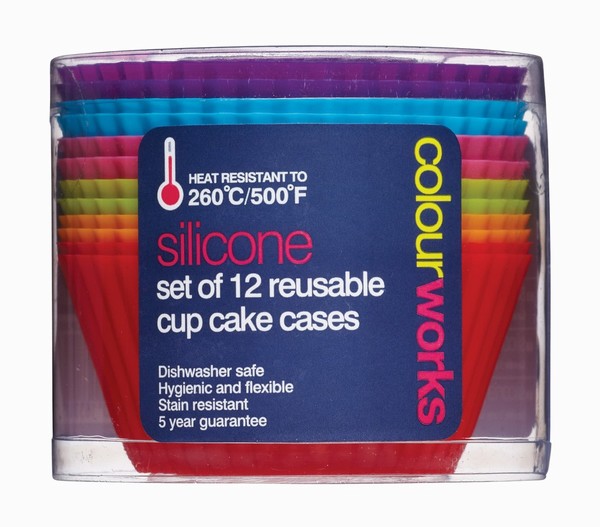 HEAT RESISTANT TO
260°C/500°F
silicone
set of 12 reusable
cup cake cases
Dishwasher safe
Hygienic and flexible
Stain resistant
5 year guarantee
colourworks